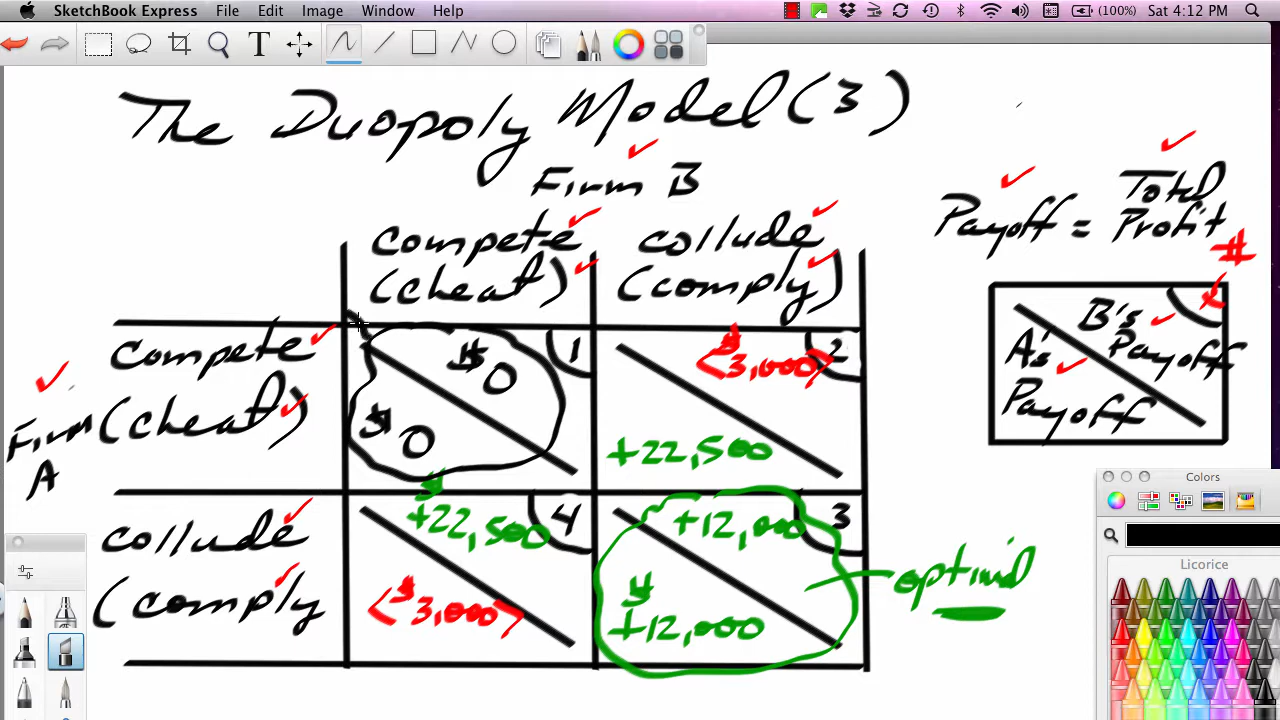 SketchBook Express File Edit Image Window Help (100%) Sat 4:12 PM
T
The Duopoly Model (3)
Firm B
Payoff = Total Profit
compete collude
(cheat) (comply)
compete
Firm A (cheat)
collude
(comply
1
$0
$0
2
<$3,000>
+22,500
4
$
+22,500
<$3,000>
3
+12,000
$
+12,000
optimal
#
B's
Payoff
A's
Payoff
Colors
Licorice